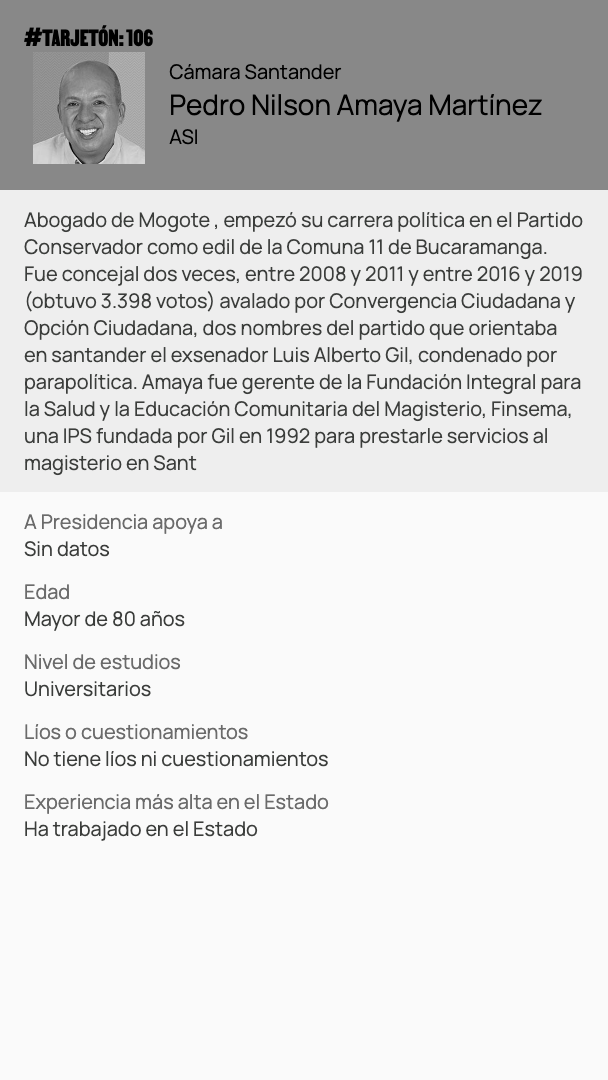 #TARJETÓN: 106
Cámara Santander
Pedro Nilson Amaya Martínez
ASI
Abogado de Mogote , empezó su carrera política en el Partido
Conservador como edil de la Comuna 11 de Bucaramanga.
Fue concejal dos veces, entre 2008 y 2011 y entre 2016 y 2019
(obtuvo 3.398 votos) avalado por Convergencia Ciudadana y
Opción Ciudadana, dos nombres del partido que orientaba
en santander el exsenador Luis Alberto Gil, condenado por
parapolítica. Amaya fue gerente de la Fundación Integral para
la Salud y la Educación Comunitaria del Magisterio, Finsema,
una IPS fundada por Gil en 1992 para prestarle servicios al
magisterio en Sant
A Presidencia apoya a
Sin datos
Edad
Mayor de 80 años
Nivel de estudios
Universitarios
Líos o cuestionamientos
No tiene líos ni cuestionamientos
Experiencia más alta en el Estado
Ha trabajado en el Estado